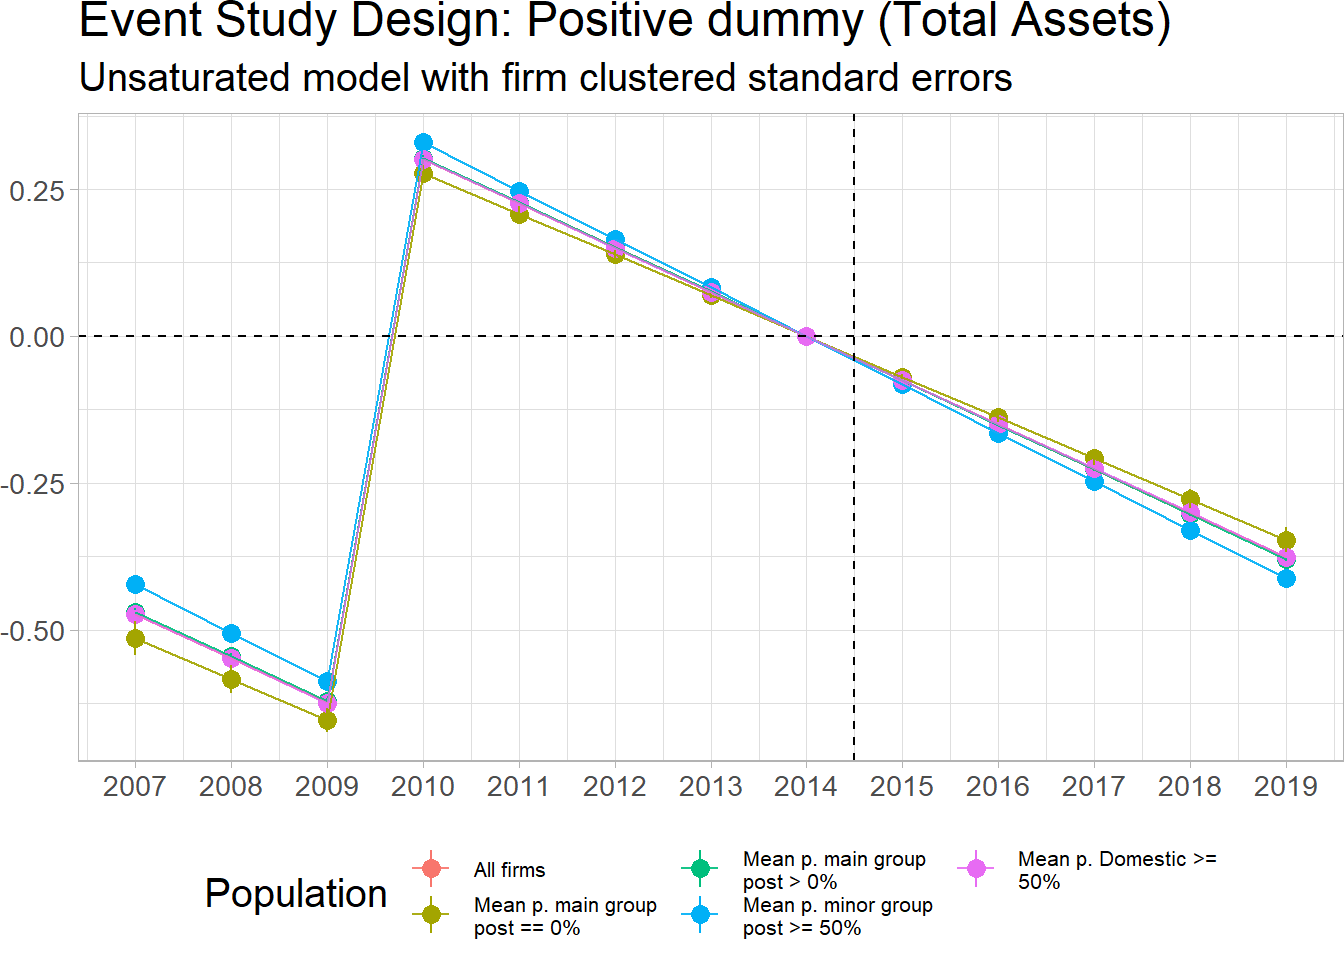 Event Study Design: Positive dummy (Total Assets)
Unsaturated model with firm clustered standard errors
0.25
0.00
-0.25
-0.50
2007 2008 2009 2010 2011 2012 2013 2014 2015 2016 2017 2018 2019
Population
All firms
Mean p. main group
post == 0%
Mean p. main group
post > 0%
Mean p. minor group
post >= 50%
Mean p. Domestic >=
50%